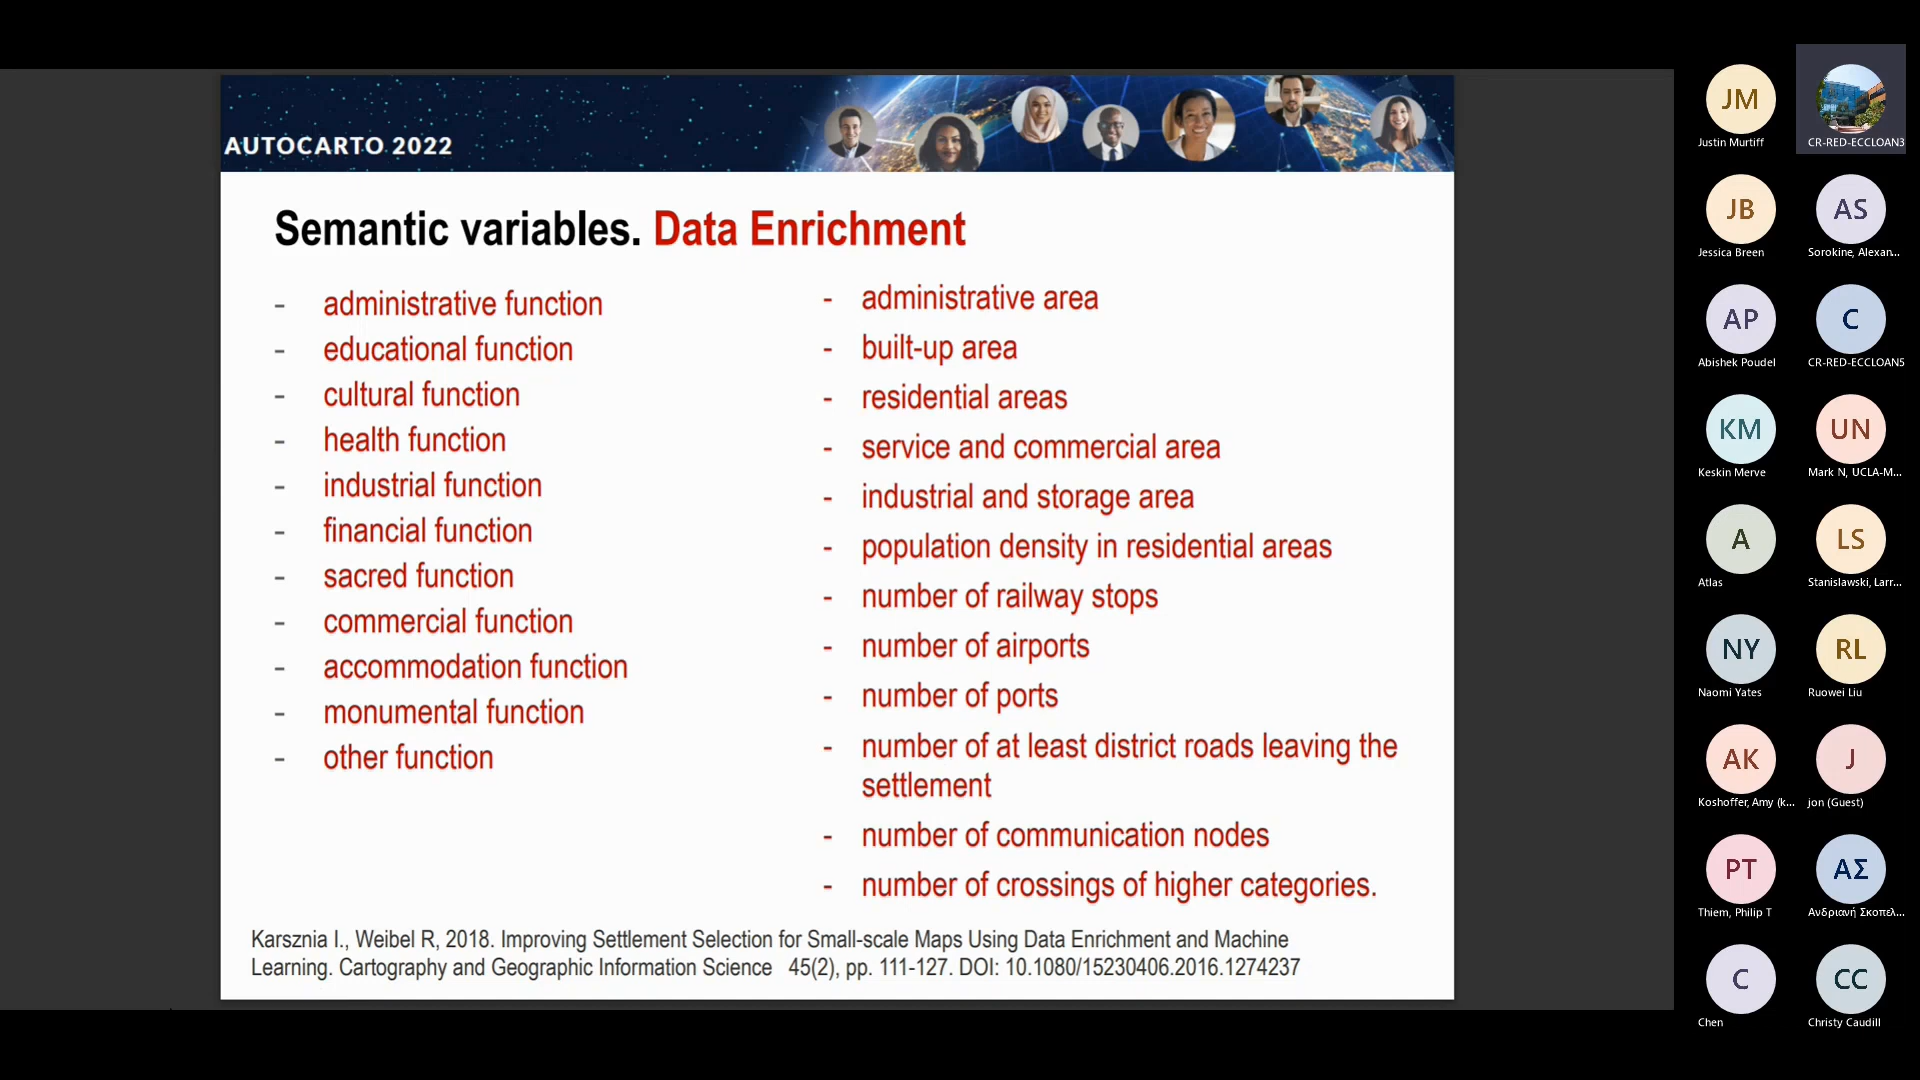 AUTOCARTO 2022
Semantic variables. Data Enrichment
- administrative function
- educational function
- cultural function
- health function
- industrial function
- financial function
- sacred function
- commercial function
- accommodation function
- monumental function
- other function
- administrative area
- built-up area
- residential areas
- service and commercial area
- industrial and storage area
- population density in residential areas
- number of railway stops
- number of airports
- number of ports
- number of at least district roads leaving the
settlement
- number of communication nodes
- number of crossings of higher categories.
Karsznia I., Weibel R, 2018. Improving Settlement Selection for Small-scale Maps Using Data Enrichment and Machine
Learning. Cartography and Geographic Information Science 45(2), pp. 111-127. DOI: 10.1080/15230406.2016.1274237
JM
Justin Murtiff
CR-RED-ECCLOAN3
JB
Jessica Breen
AS
Sorokine, Alexan...
AP
Abishek Poudel
C
CR-RED-ECCLOAN5
KM
Keskin Merve
UN
Mark N, UCLA-M...
A
Atlas
LS
Stanislawski, Larr...
NY
Naomi Yates
RL
Ruowei Liu
AK
Koshoffer, Amy (k...
J
jon (Guest)
PT
Thiem, Philip T
ΑΣ
Ανδριανή Σκοπελ...
C
Chen
CC
Christy Caudill